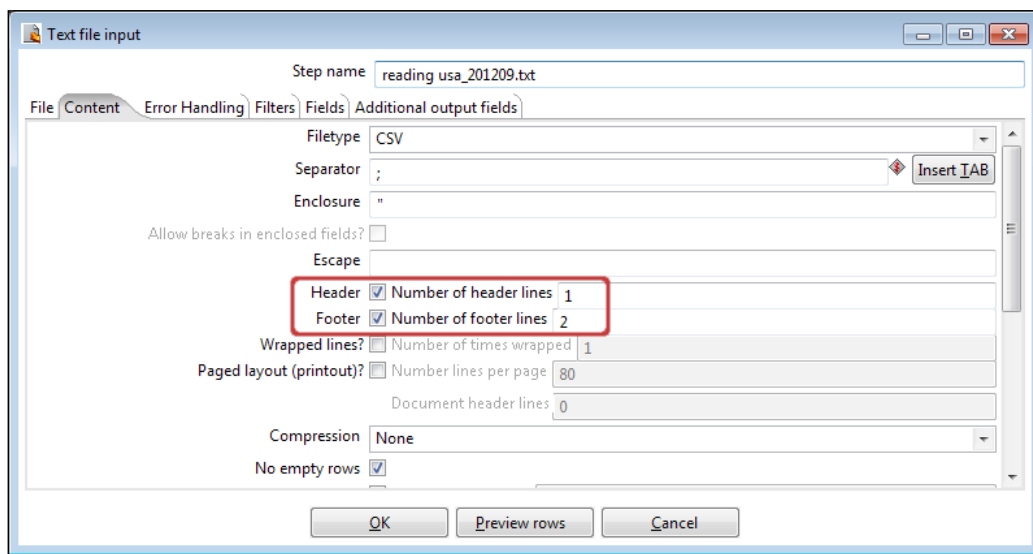 Text file input
Step name reading usa_201209.txt
File Content Error Handling Filters Fields Additional output fields
Filetype CSV
Separator ; Insert TAB
Enclosure "
Allow breaks in enclosed fields?
Escape
Header Number of header lines 1
Footer Number of footer lines 2
Wrapped lines? Number of times wrapped 1
Paged layout (printout)? Number lines per page 80
Document header lines 0
Compression None
No empty rows
OK Preview rows Cancel